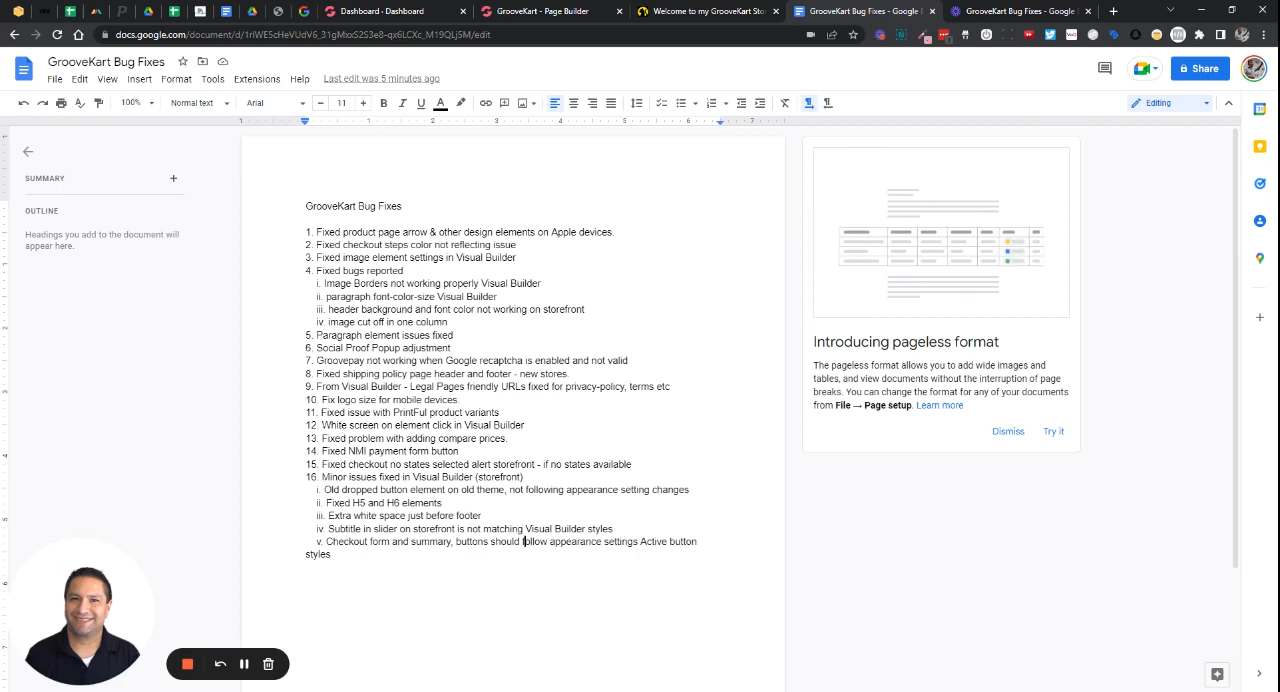 Dashboard - Dashboard
GrooveKart - Page Builder
Welcome to my GrooveKart Stor
GrooveKart Bug Fixes - Google
GrooveKart Bug Fixes - Google D
docs.google.com/document/d/1rlWE5cHeVUdV6_31gMxxS2S3e8-qx6LCXc_M19QLj5M/edit
GrooveKart Bug Fixes
File Edit View Insert Format Tools Extensions Help Last edit was 5 minutes ago
Share
100% Normal text Arial 11 Editing
SUMMARY
OUTLINE
Headings you add to the document will
appear here.
GrooveKart Bug Fixes
1. Fixed product page arrow & other design elements on Apple devices.
2. Fixed checkout steps color not reflecting issue
3. Fixed image element settings in Visual Builder
4. Fixed bugs reported
i. Image Borders not working properly Visual Builder
ii. paragraph font-color-size Visual Builder
iii. header background and font color not working on storefront
iv. image cut off in one column
5. Paragraph element issues fixed
6. Social Proof Popup adjustment
7. Groovepay not working when Google recaptcha is enabled and not valid
8. Fixed shipping policy page header and footer - new stores.
9. From Visual Builder - Legal Pages friendly URLs fixed for privacy-policy, terms etc
10. Fix logo size for mobile devices.
11. Fixed issue with PrintFul product variants
12. White screen on element click in Visual Builder
13. Fixed problem with adding compare prices.
14. Fixed NMI payment form button
15. Fixed checkout no states selected alert storefront - if no states available
16. Minor issues fixed in Visual Builder (storefront)
i. Old dropped button element on old theme, not following appearance setting changes
ii. Fixed H5 and H6 elements
iii. Extra white space just before footer
iv. Subtitle in slider on storefront is not matching Visual Builder styles
v. Checkout form and summary, buttons should follow appearance settings Active button
styles
Introducing pageless format
The pageless format allows you to add wide images and
tables, and view documents without the interruption of page
breaks. You can change the format for any of your documents
from File → Page setup. Learn more
Dismiss Try it